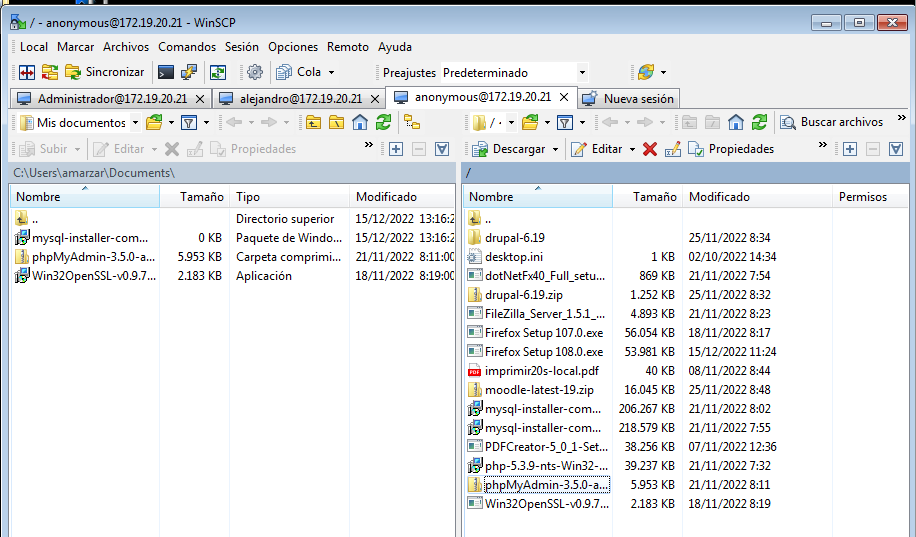 / - anonymous@172.19.20.21 - WinSCP
Local Marcar Archivos Comandos Sesión Opciones Remoto Ayuda
Sincronizar Cola Preajustes Predeterminado
Administrador@172.19.20.21 alejandro@172.19.20.21 anonymous@172.19.20.21 Nueva sesión
Mis documentos / Buscar archivos
Subir Editar Propiedades Descargar Editar Propiedades
C:\Users\amarzar\Documents\ /
Nombre Tamaño Tipo Modificado
.. Directorio superior 15/12/2022 13:16:2
mysql-installer-com... 0 KB Paquete de Windo... 15/12/2022 13:16:2
phpMyAdmin-3.5.0-a... 5.953 KB Carpeta comprimi... 21/11/2022 8:11:00
Win32OpenSSL-v0.9.7... 2.183 KB Aplicación 18/11/2022 8:19:00
Nombre Tamaño Modificado Permisos
..
drupal-6.19 25/11/2022 8:34
desktop.ini 1 KB 02/10/2022 14:34
dotNetFx40_Full_setu... 869 KB 21/11/2022 7:54
drupal-6.19.zip 1.252 KB 25/11/2022 8:32
FileZilla_Server_1.5.1_... 4.893 KB 21/11/2022 8:23
Firefox Setup 107.0.exe 56.054 KB 18/11/2022 8:17
Firefox Setup 108.0.exe 53.981 KB 15/12/2022 11:24
imprimir20s-local.pdf 40 KB 08/11/2022 8:44
moodle-latest-19.zip 16.045 KB 25/11/2022 8:48
mysql-installer-com... 206.267 KB 21/11/2022 8:02
mysql-installer-com... 218.579 KB 21/11/2022 7:55
PDFCreator-5_0_1-Set... 38.256 KB 07/11/2022 12:36
php-5.3.9-nts-Win32-... 39.237 KB 21/11/2022 7:32
phpMyAdmin-3.5.0-a... 5.953 KB 21/11/2022 8:11
Win32OpenSSL-v0.9.7... 2.183 KB 18/11/2022 8:19